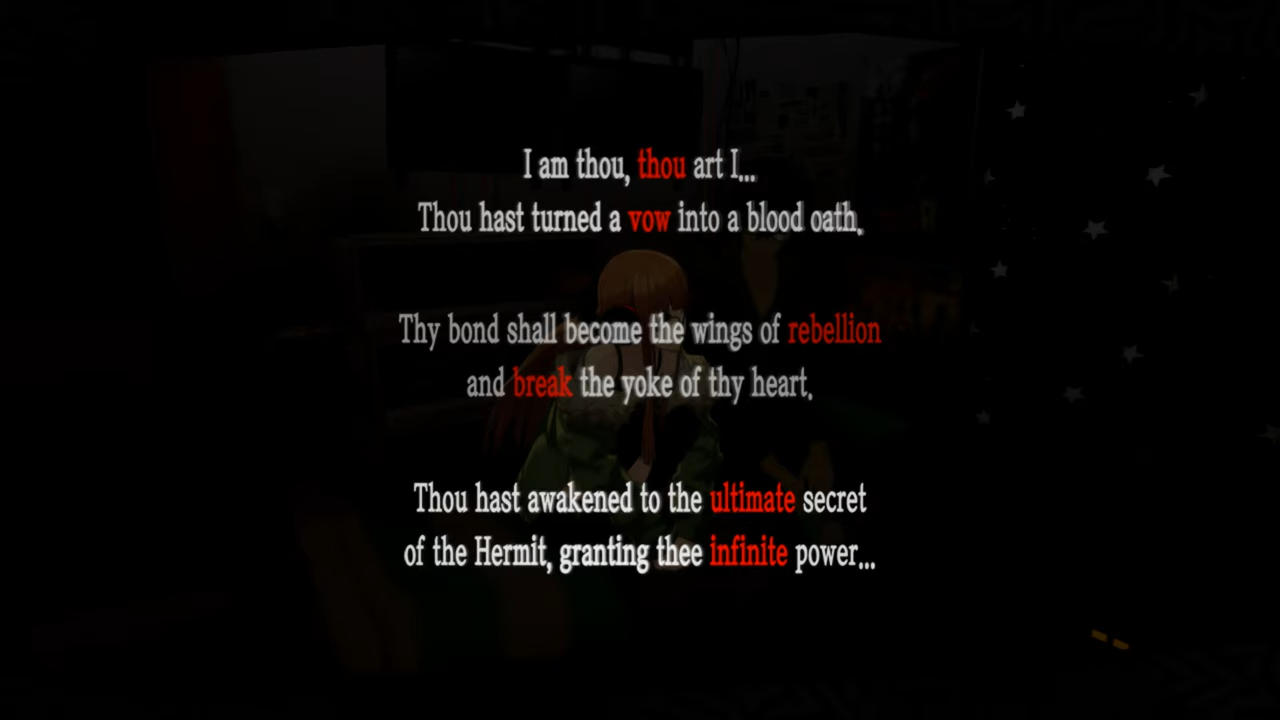 I am thou, thou art I...
Thou hast turned a vow into a blood oath.
Thy bond shall become the wings of rebellion
and break the yoke of thy heart.
Thou hast awakened to the ultimate secret
of the Hermit, granting thee infinite power...